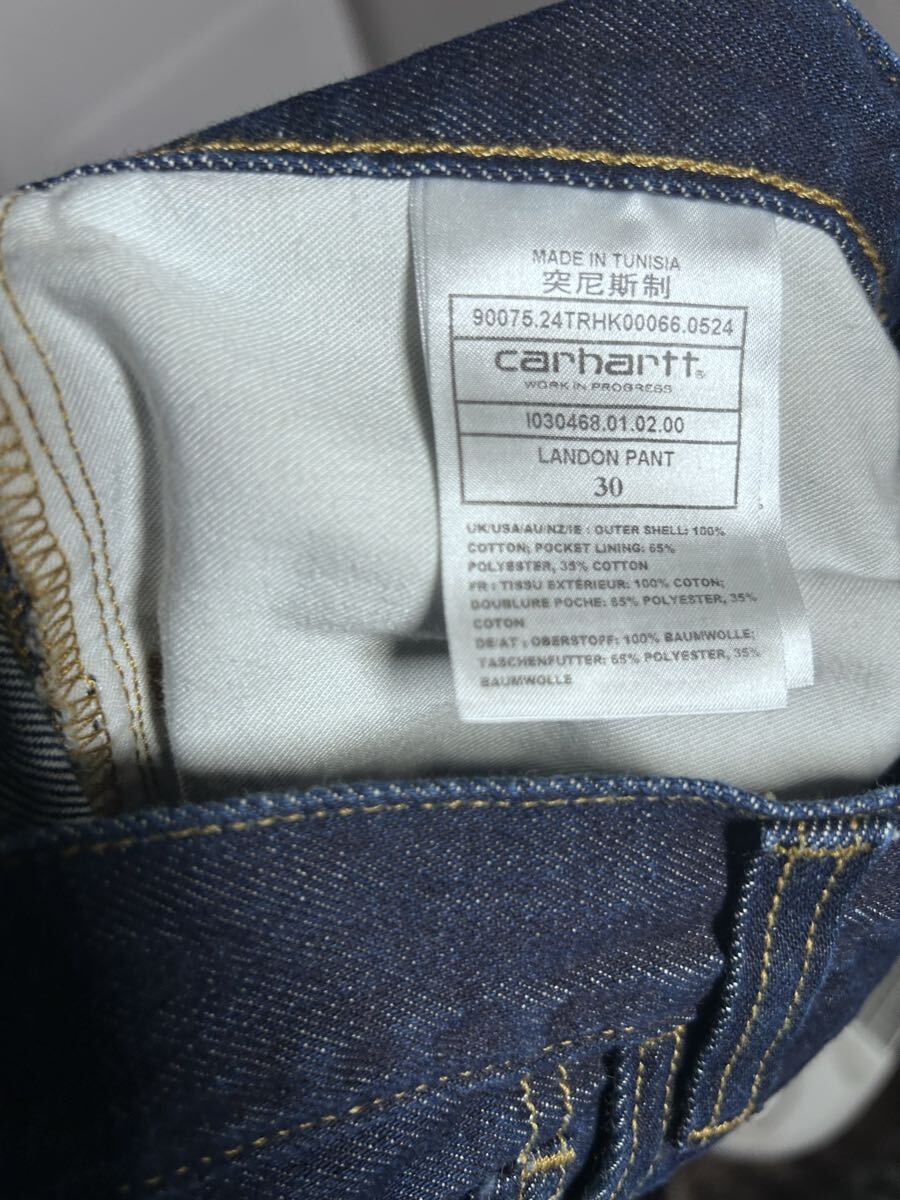 MADE IN TUNISIA
突尼斯制
90075.24TRHK00066.0524
carhartt®
WORK IN PROGRESS
I030468.01.02.00
LANDON PANT
30
UK/USA/AU/NZ/IE : OUTER SHELL: 100%
COTTON; POCKET LINING: 65%
POLYESTER, 35% COTTON
FR : TISSU EXTÉRIEUR: 100% COTON;
DOUBLURE POCHE: 65% POLYESTER, 35%
COTON
DE/AT : OBERSTOFF: 100% BAUMWOLLE;
TASCHENFUTTER: 65% POLYESTER, 35%
BAUMWOLLE